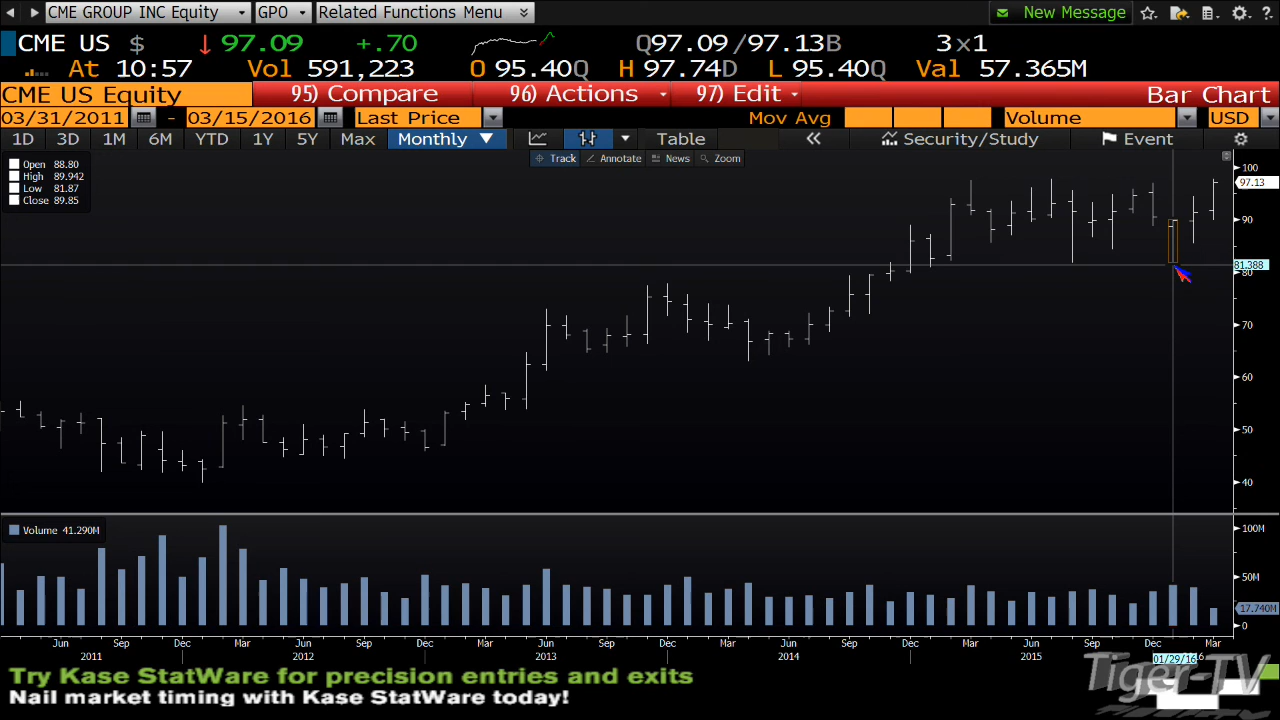 CME GROUP INC Equity GPO Related Functions Menu New Message
CME US $ 97.09 +.70 Q97.09/97.13B 3x1
At 10:57 Vol 591,223 O 95.40Q H 97.74D L 95.40Q Val 57.365M
CME US Equity 95) Compare 96) Actions 97) Edit Bar Chart
03/31/2011 - 03/15/2016 Last Price Mov Avg Volume USD
1D 3D 1M 6M YTD 1Y 5Y Max Monthly Table Security/Study Event
Track Annotate News Zoom
Open 88.80
High 89.942
Low 81.87
Close 89.85
100
97.13
90
81.388
80
70
60
50
40
Volume 41.290M
100M
50M
17.740M
0
Jun Sep Dec Mar Jun Sep Dec Mar Jun Sep Dec Mar Jun Sep Dec Mar Jun Sep Dec Mar
2011 2012 2013 2014 2015 01/29/16
Try Kase StatWare for precision entries and exits
Nail market timing with Kase StatWare today!
Tiger-TV